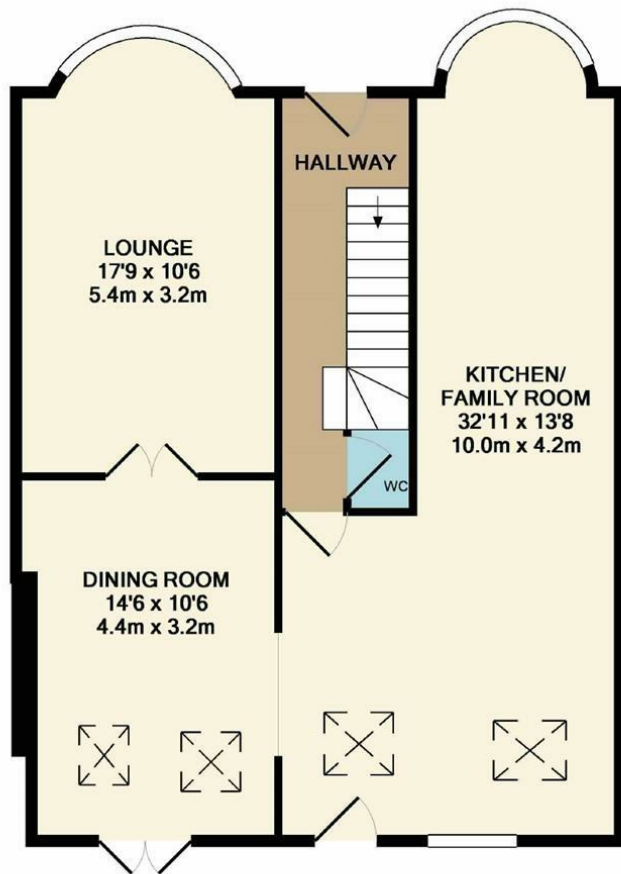 HALLWAY
LOUNGE
17'9 x 10'6
5.4m x 3.2m
KITCHEN/
FAMILY ROOM
32'11 x 13'8
10.0m x 4.2m
WC
DINING ROOM
14'6 x 10'6
4.4m x 3.2m